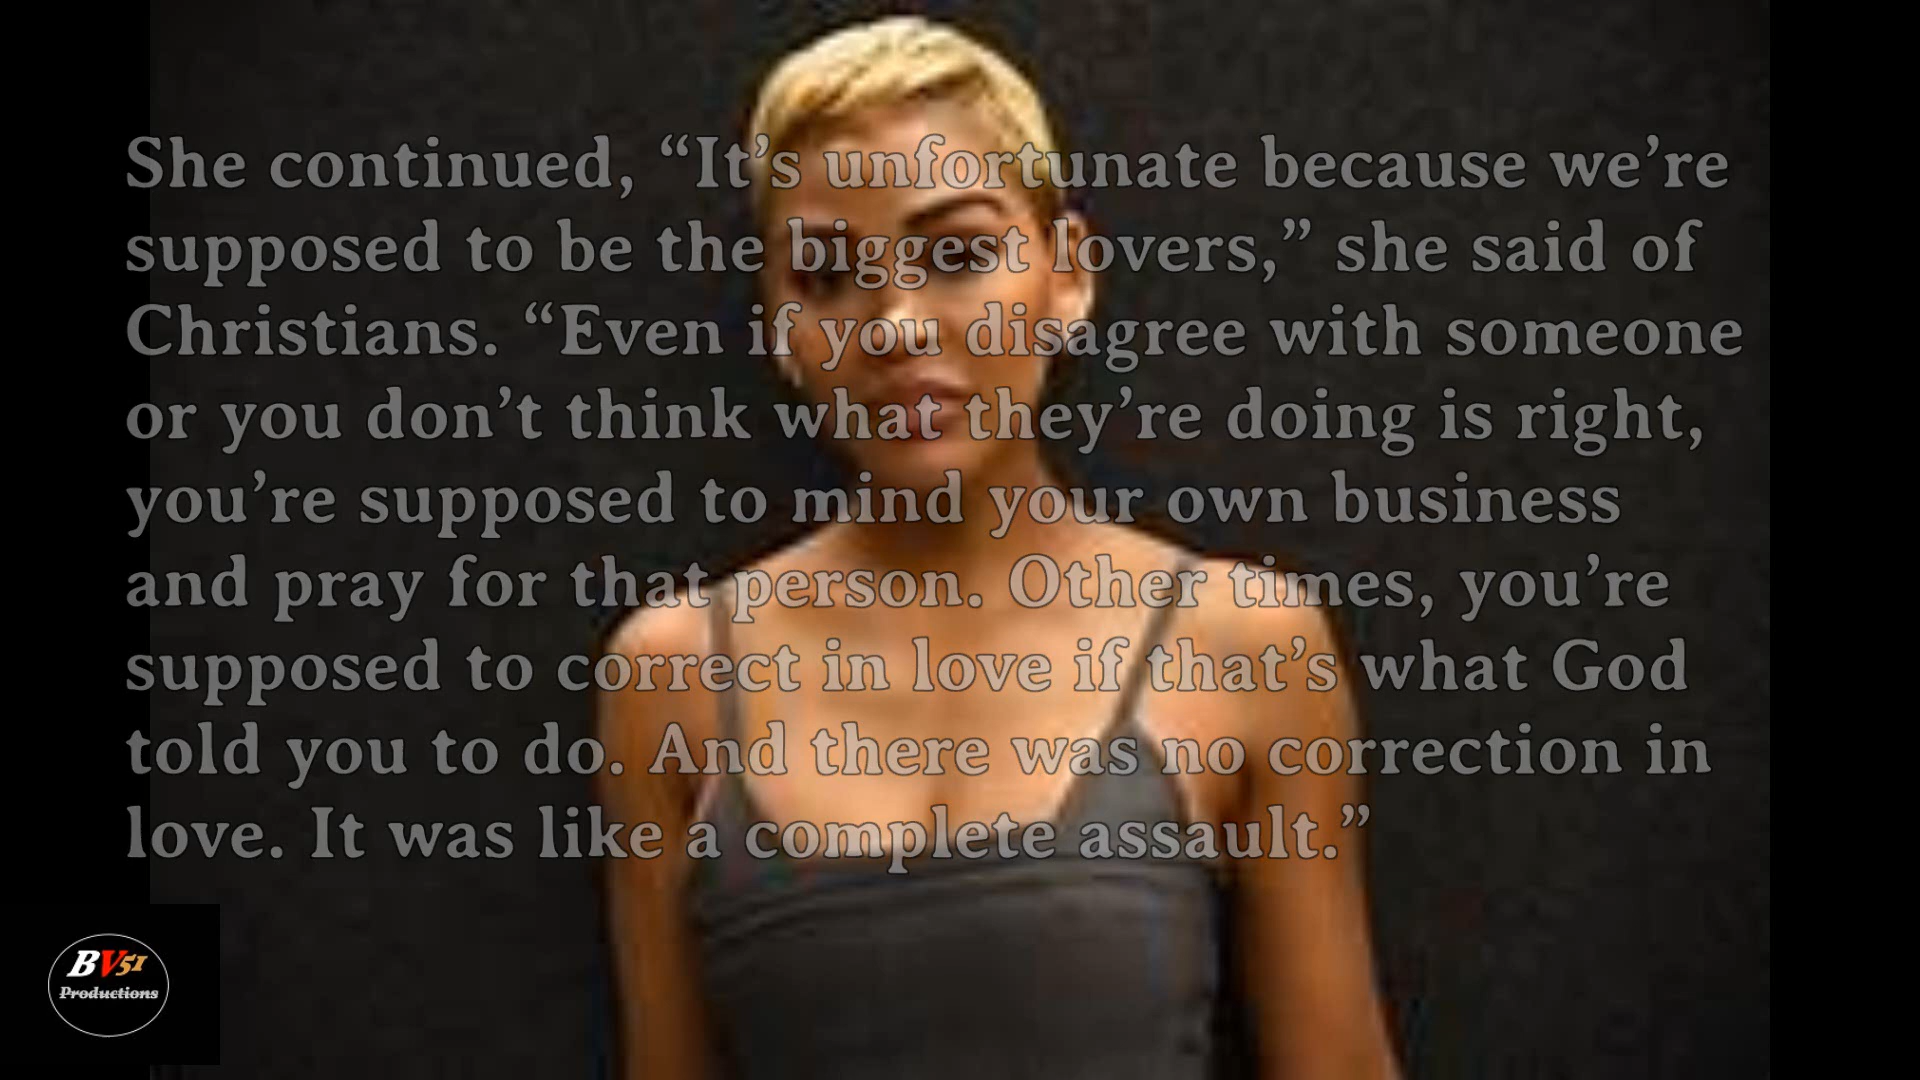 She continued, “It’s unfortunate because we’re
supposed to be the biggest lovers,” she said of
Christians. “Even if you disagree with someone
or you don’t think what they’re doing is right,
you’re supposed to mind your own business
and pray for that person. Other times, you’re
supposed to correct in love if that’s what God
told you to do. And there was no correction in
love. It was like a complete assault.”
BV51
Productions